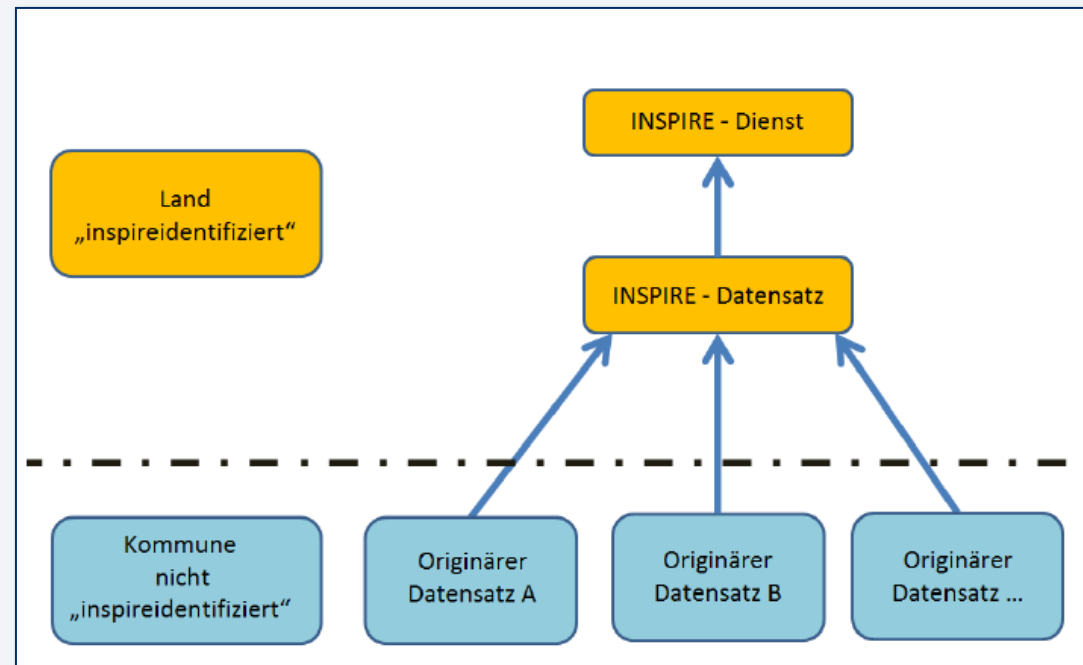 INSPIRE - Dienst
Land
„inspireidentifiziert“
INSPIRE - Datensatz
Kommune
nicht
„inspireidentifiziert“
Originärer
Datensatz A
Originärer
Datensatz B
Originärer
Datensatz ...